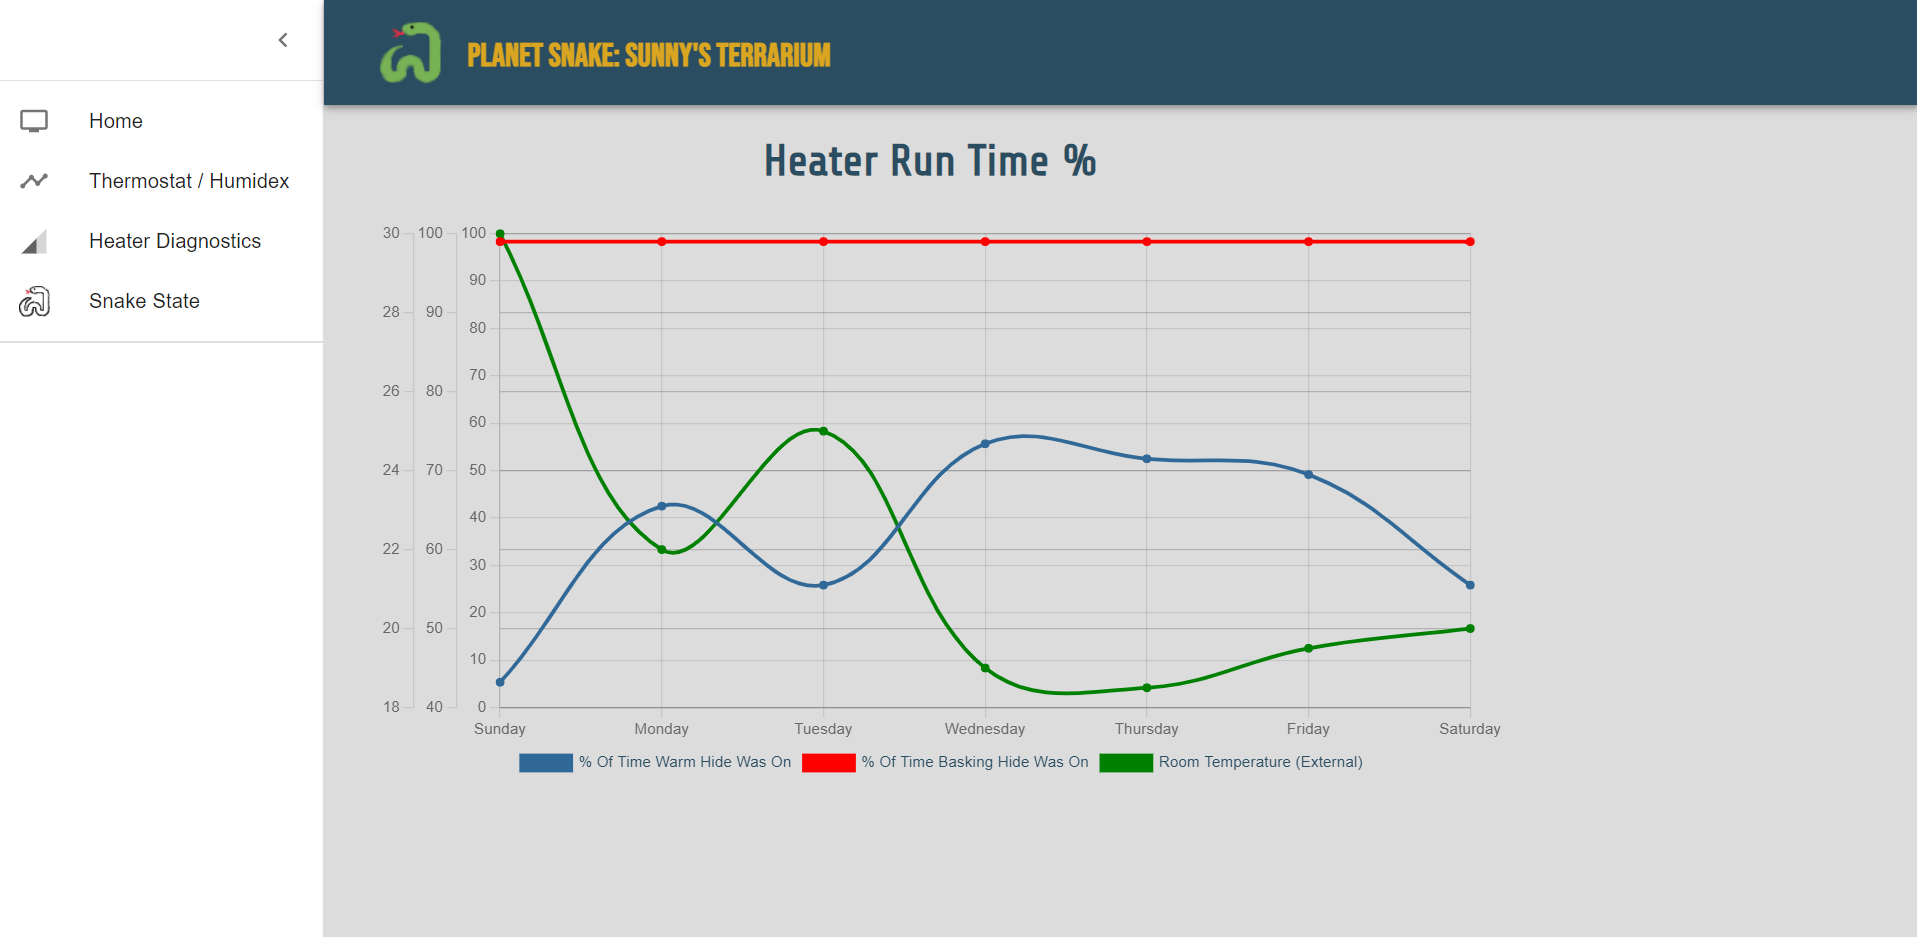 PLANET SNAKE: SUNNY'S TERRARIUM
Home
Thermostat / Humidex
Heater Diagnostics
Snake State
Heater Run Time %
30 100 100
90
28 90
80
70
26 80
60
24 70 50
40
22 60
30
20
20 50
10
18 40 0
Sunday Monday Tuesday Wednesday Thursday Friday Saturday
% Of Time Warm Hide Was On % Of Time Basking Hide Was On Room Temperature (External)